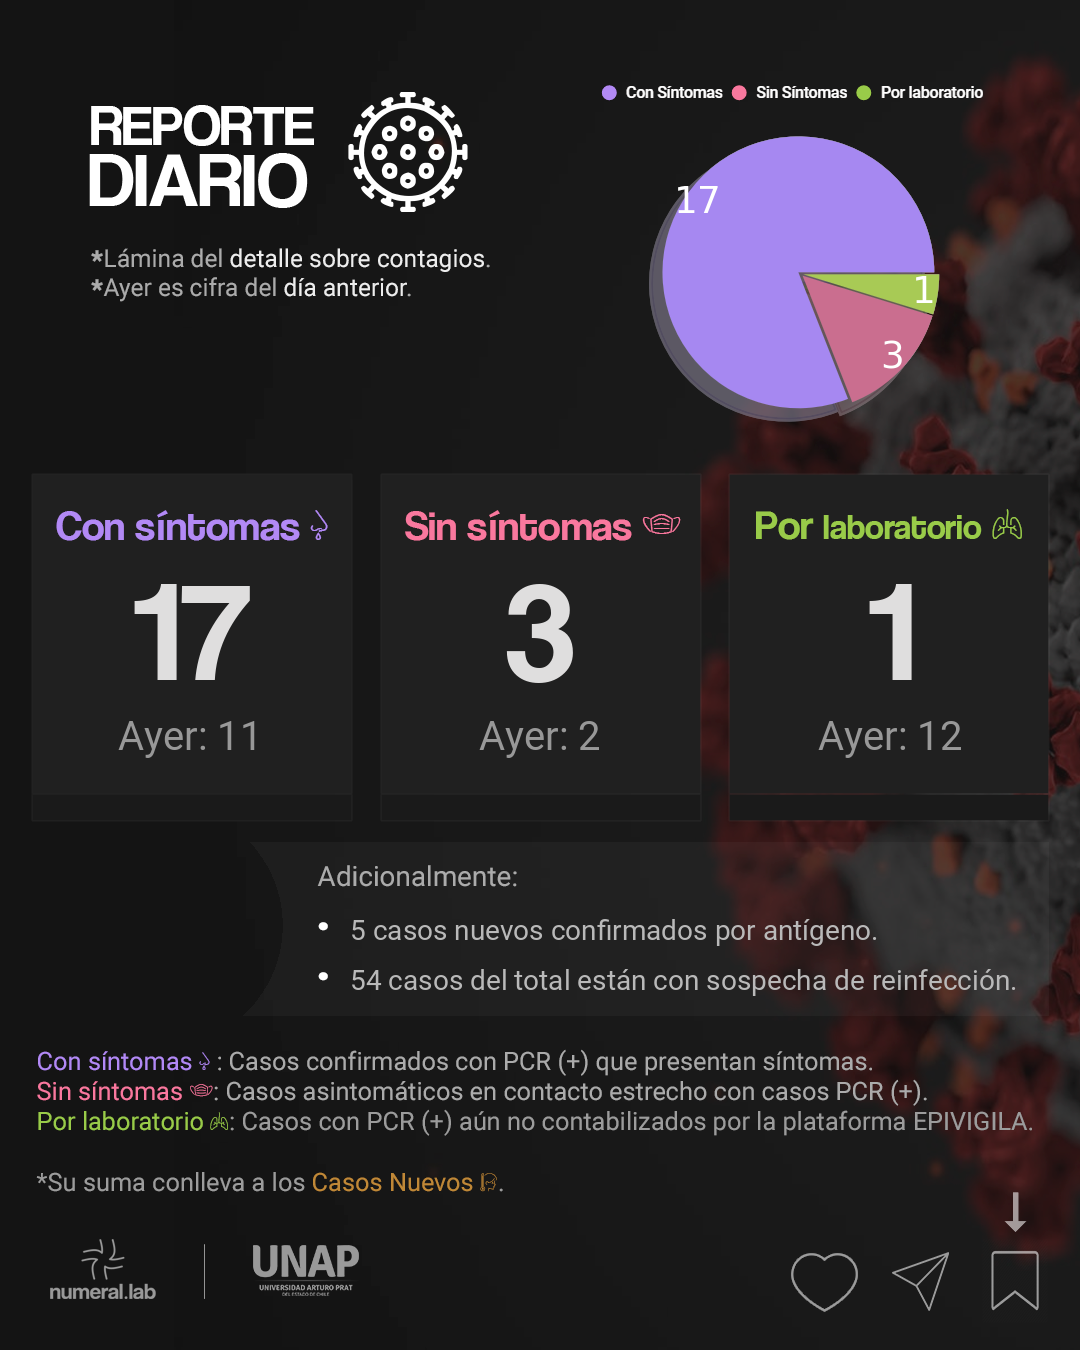 REPORTE
DIARIO
*Lámina del detalle sobre contagios.
*Ayer es cifra del día anterior.
Con Síntomas Sin Síntomas Por laboratorio
17
1
3
Con síntomas
17
Ayer: 11
Sin síntomas
3
Ayer: 2
Por laboratorio
1
Ayer: 12
Adicionalmente:
• 5 casos nuevos confirmados por antígeno.
• 54 casos del total están con sospecha de reinfección.
Con síntomas : Casos confirmados con PCR (+) que presentan síntomas.
Sin síntomas : Casos asintomáticos en contacto estrecho con casos PCR (+).
Por laboratorio : Casos con PCR (+) aún no contabilizados por la plataforma EPIVIGILA.
*Su suma conlleva a los Casos Nuevos .
numeral.lab
UNAP
UNIVERSIDAD ARTURO PRAT
DEL ESTADO DE CHILE